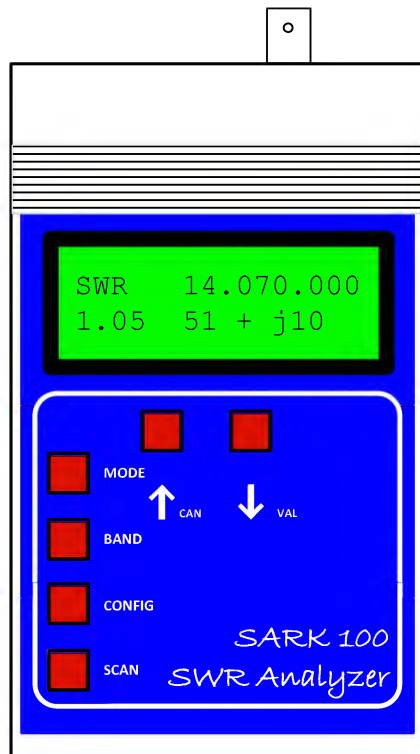 SWR 14.070.000
1.05 51 + j10
MODE
CAN VAL
BAND
CONFIG
SCAN
SARK 100
SWR Analyzer